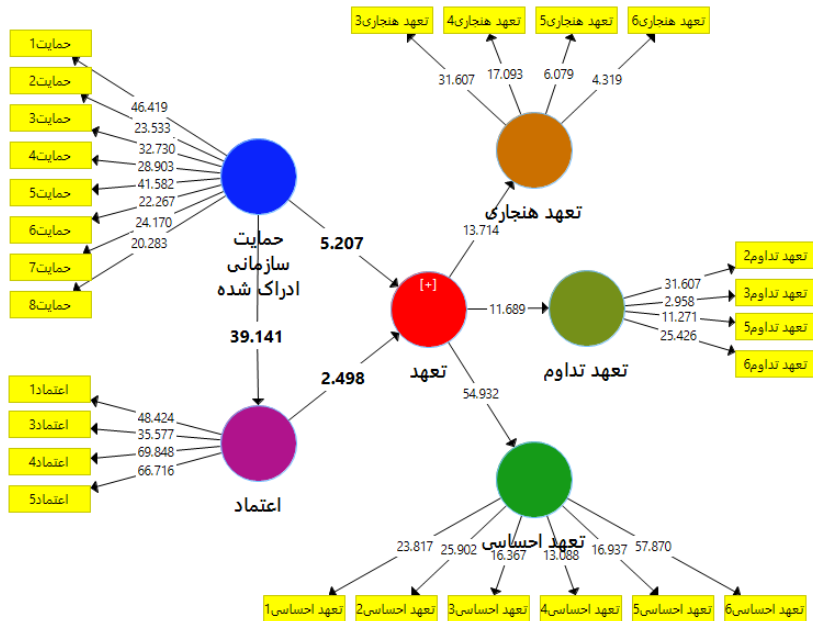 تعهد هنجاری3
تعهد هنجاری4
تعهد هنجاری5
تعهد هنجاری6
31.607
17.093
6.079
4.319
حمایت1
حمایت2
حمایت3
حمایت4
حمایت5
حمایت6
حمایت7
حمایت8
46.419
23.533
32.730
28.903
41.582
22.267
24.170
20.283
حمایت
سازمانی
ادراک شده
تعهد هنجاری
13.714
5.207
[+]
تعهد
11.689
تعهد تداوم
تعهد تداوم2
تعهد تداوم3
تعهد تداوم5
تعهد تداوم6
31.607
2.958
11.271
25.426
39.141
2.498
54.932
اعتماد1
اعتماد3
اعتماد4
اعتماد5
48.424
35.577
69.848
66.716
اعتماد
تعهد احساسی
23.817
25.902
16.367
13.088
16.937
57.870
تعهد احساسی1
تعهد احساسی2
تعهد احساسی3
تعهد احساسی4
تعهد احساسی5
تعهد احساسی6